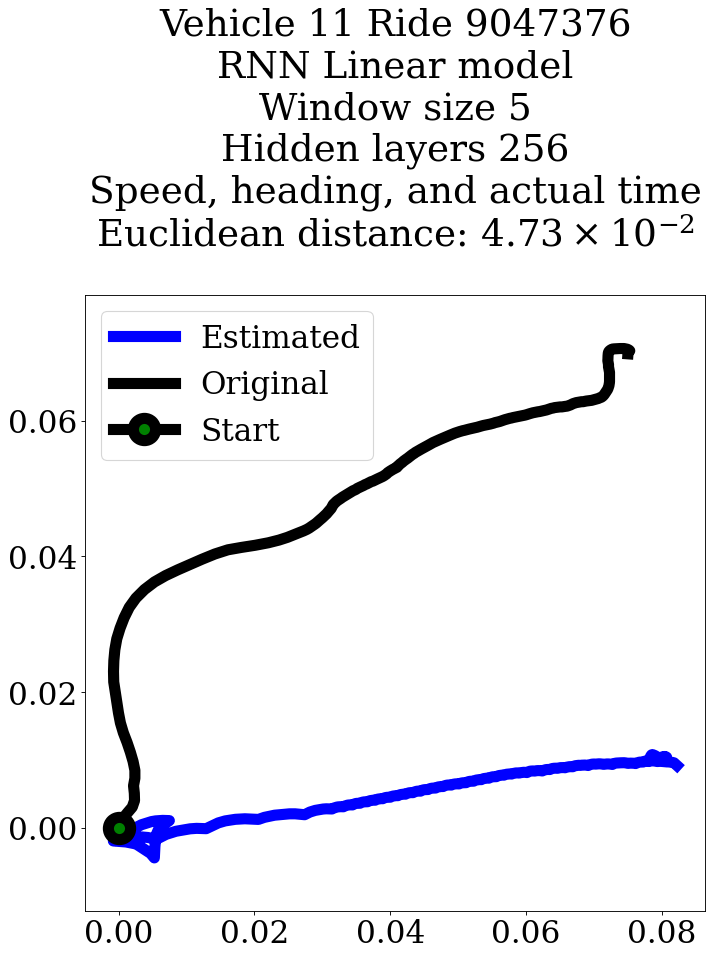 Vehicle 11 Ride 9047376
RNN Linear model
Window size 5
Hidden layers 256
Speed, heading, and actual time
Euclidean distance: 4.73 × 10⁻²
Estimated
Original
Start
0.06
0.04
0.02
0.00
0.00 0.02 0.04 0.06 0.08